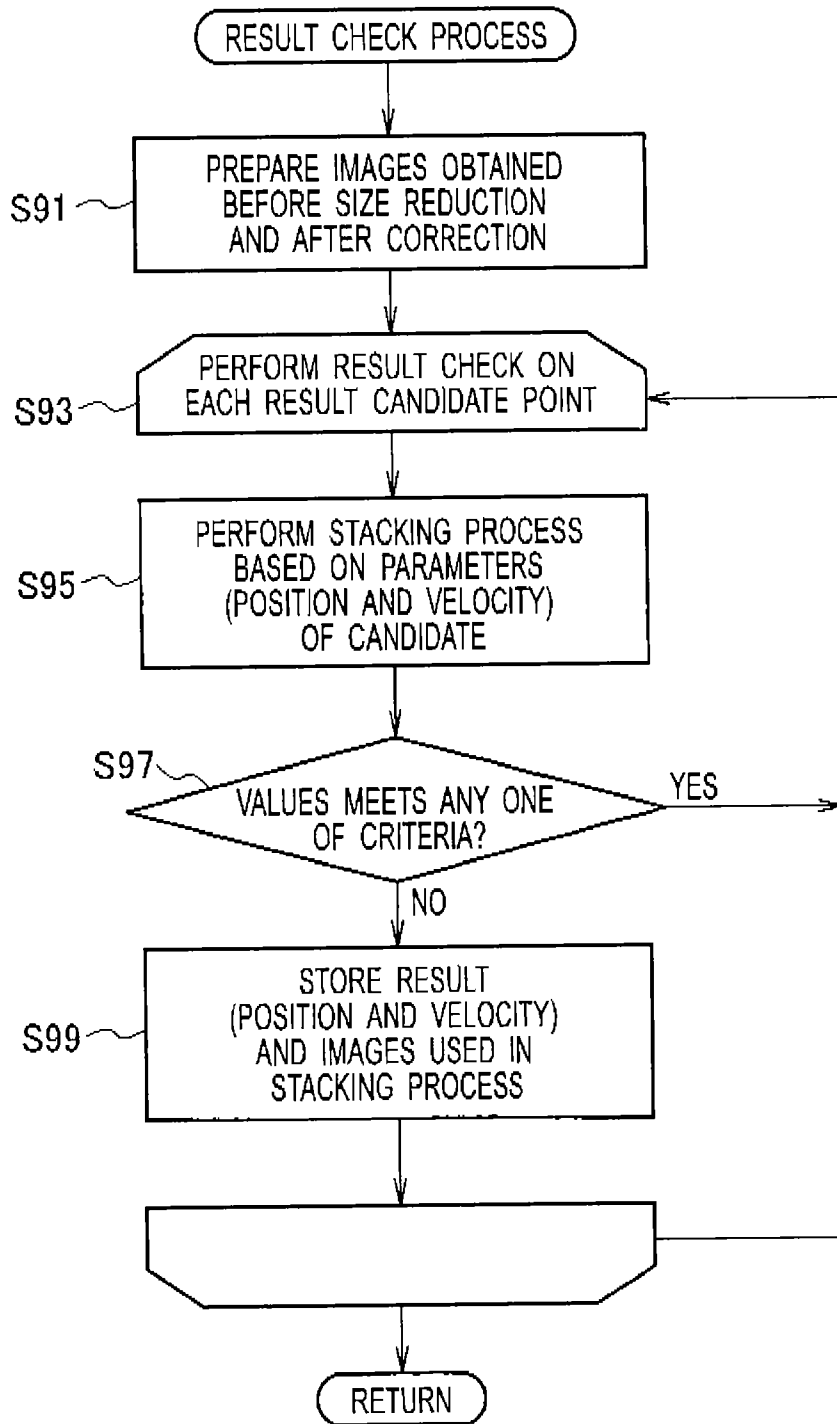 RESULT CHECK PROCESS
S91
PREPARE IMAGES OBTAINED
BEFORE SIZE REDUCTION
AND AFTER CORRECTION
S93
PERFORM RESULT CHECK ON
EACH RESULT CANDIDATE POINT
S95
PERFORM STACKING PROCESS
BASED ON PARAMETERS
(POSITION AND VELOCITY)
OF CANDIDATE
S97
VALUES MEETS ANY ONE
OF CRITERIA?
YES
NO
S99
STORE RESULT
(POSITION AND VELOCITY)
AND IMAGES USED IN
STACKING PROCESS
RETURN